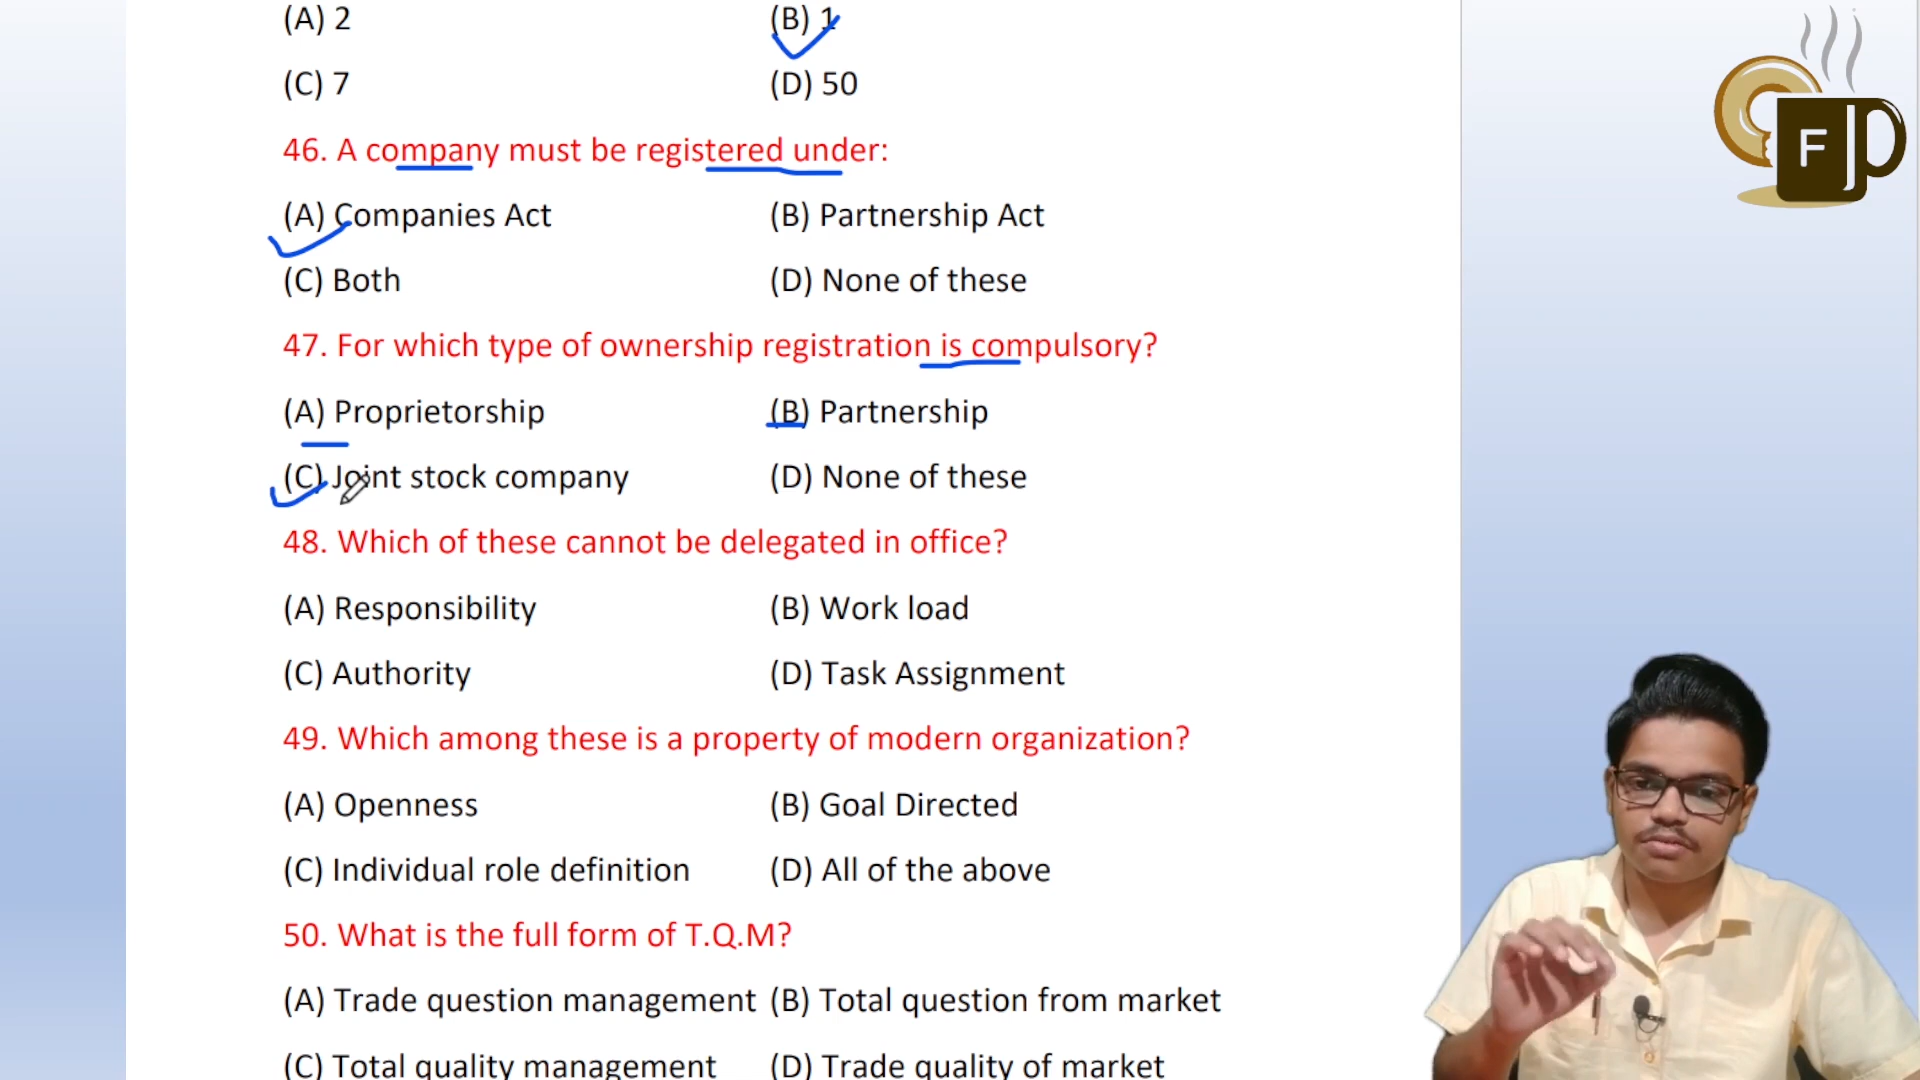 (A) 2 (B) 1
(C) 7 (D) 50
46. A company must be registered under:
(A) Companies Act (B) Partnership Act
(C) Both (D) None of these
47. For which type of ownership registration is compulsory?
(A) Proprietorship (B) Partnership
(C) Joint stock company (D) None of these
48. Which of these cannot be delegated in office?
(A) Responsibility (B) Work load
(C) Authority (D) Task Assignment
49. Which among these is a property of modern organization?
(A) Openness (B) Goal Directed
(C) Individual role definition (D) All of the above
50. What is the full form of T.Q.M?
(A) Trade question management (B) Total question from market
(C) Total quality management (D) Trade quality of market
F